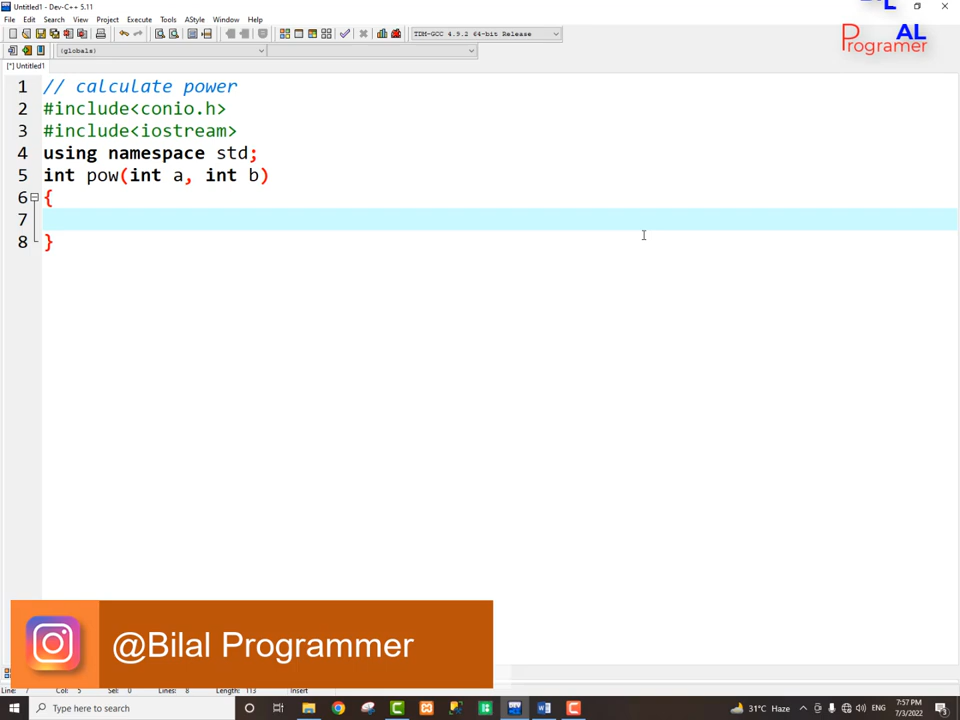 Untitled1 - Dev-C++ 5.11
File Edit Search View Project Execute Tools AStyle Window Help
TDM-GCC 4.9.2 64-bit Release
(globals)
[*] Untitled1
AL
Programer
1 // calculate power
2 #include<conio.h>
3 #include<iostream>
4 using namespace std;
5 int pow(int a, int b)
6 {
7
8 }
@Bilal Programmer
Line: 7 Col: 5 Sel: 0 Lines: 8 Length: 113 Insert
Type here to search
31°C Haze
ENG
7:57 PM
7/3/2022
3